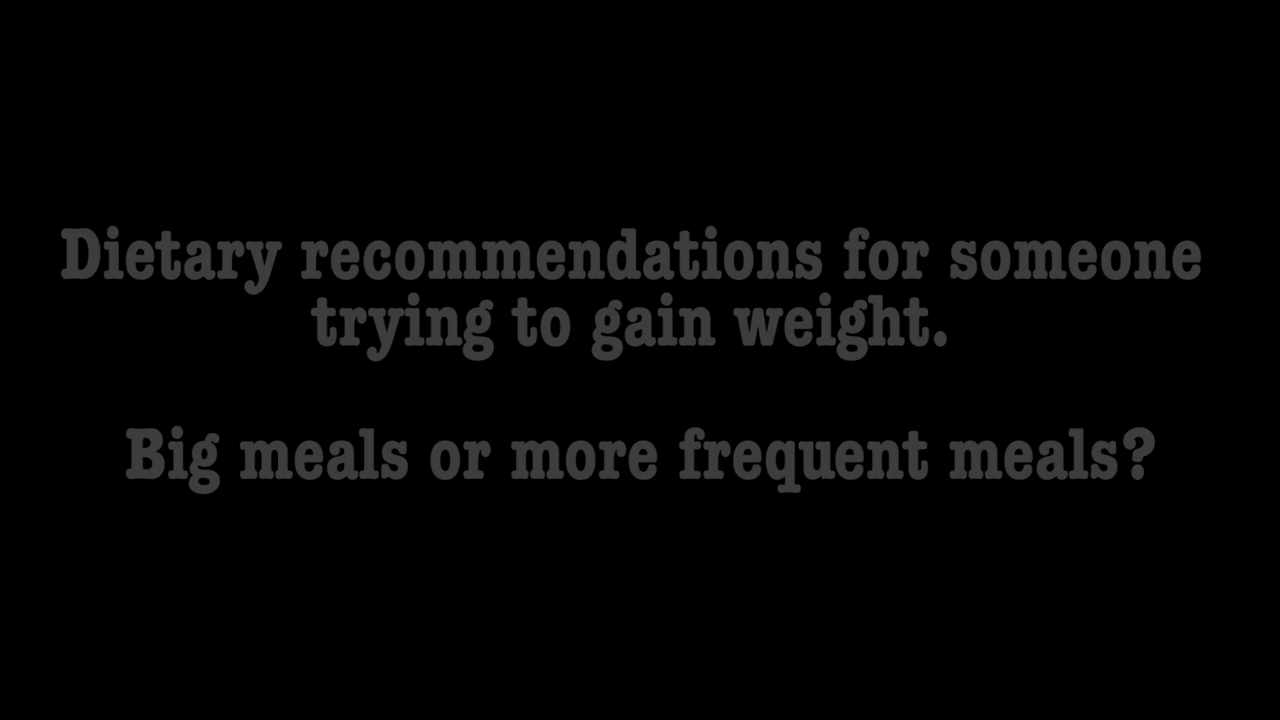 Dietary recommendations for someone
trying to gain weight.
Big meals or more frequent meals?